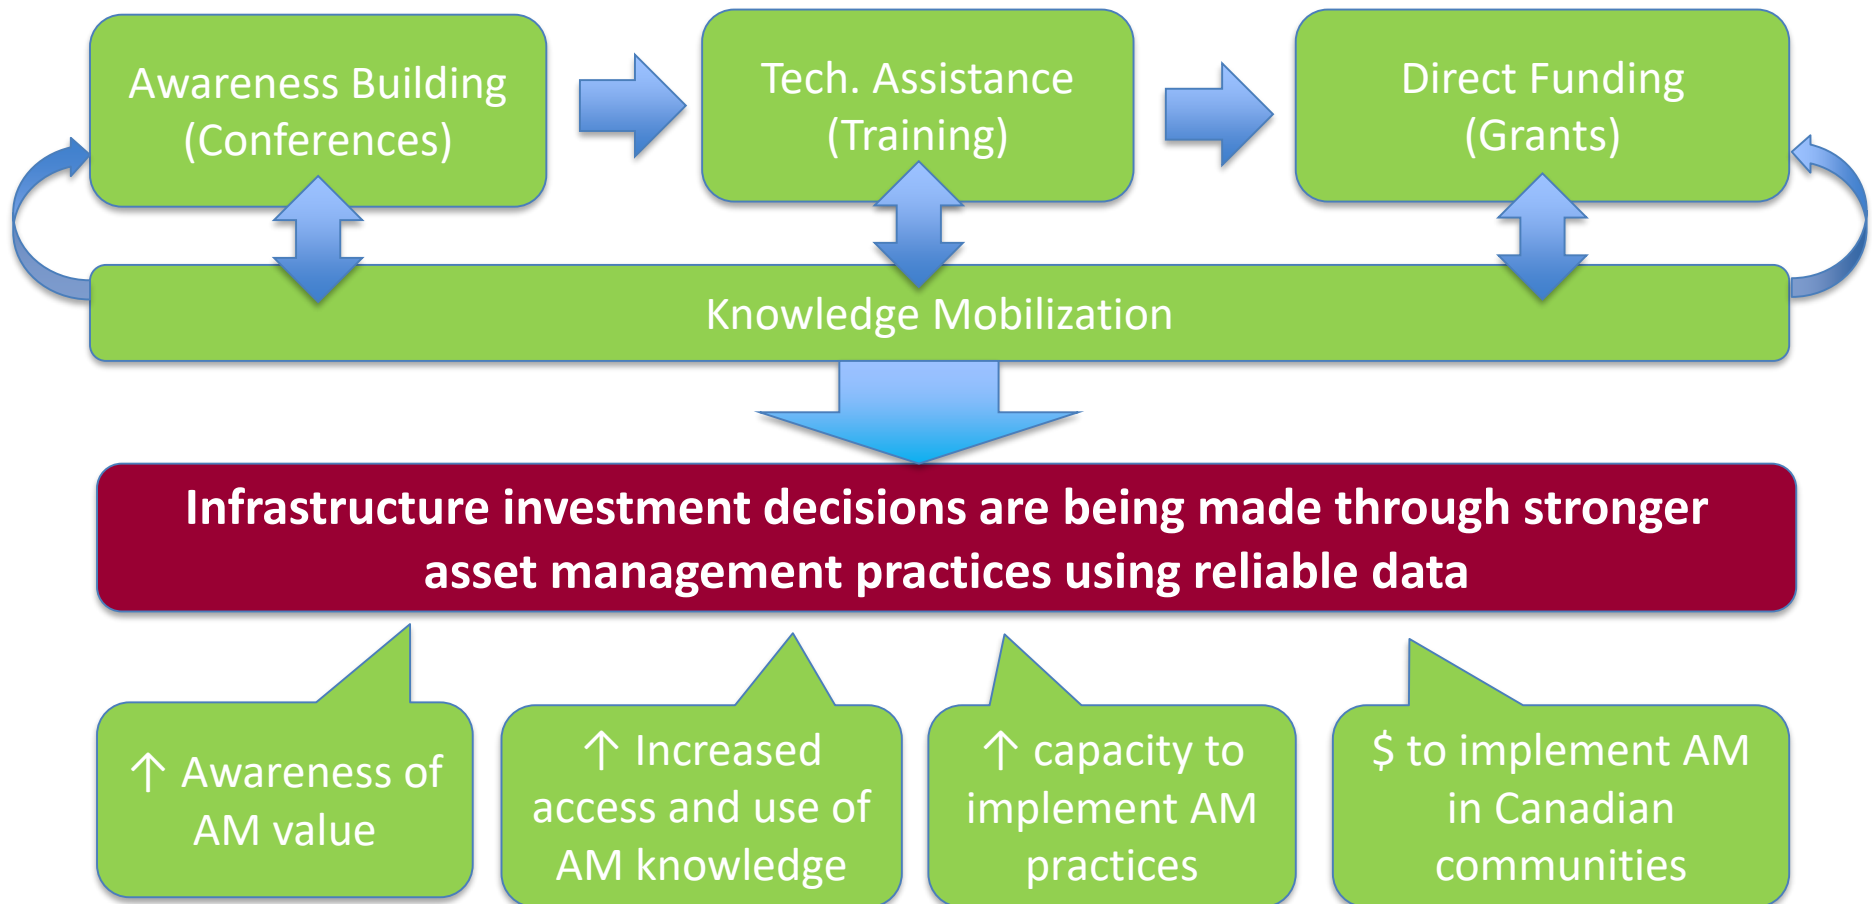 Awareness Building
(Conferences)
Tech. Assistance
(Training)
Direct Funding
(Grants)
Knowledge Mobilization
Infrastructure investment decisions are being made through stronger
asset management practices using reliable data
↑ Awareness of
AM value
↑ Increased
access and use of
AM knowledge
↑ capacity to
implement AM
practices
$ to implement AM
in Canadian
communities